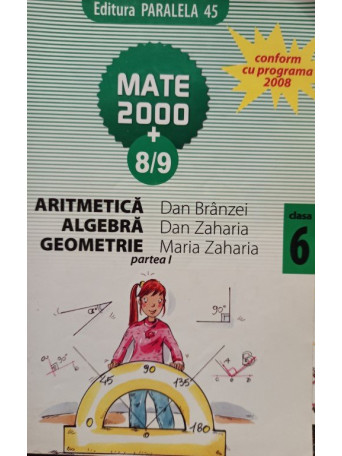 Editura PARALELA 45
conform
cu programa
2008
MATE
2000
+
8/9
ARITMETICĂ Dan Brânzei
ALGEBRĂ Dan Zaharia
GEOMETRIE Maria Zaharia
partea I
clasa
6
90°
90°
0
45
90
135
180